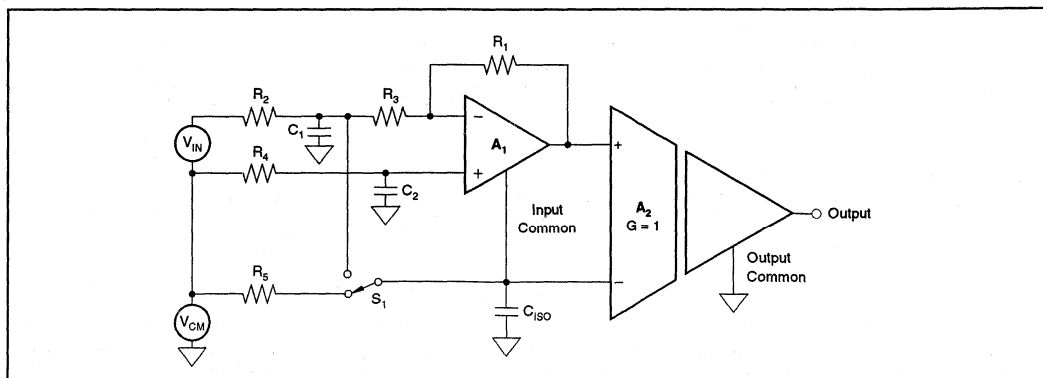 R1
R2
R3
C1
VIN
−
A1
+
R4
C2
+
A2
G = 1
−
Input
Common
Output
Output
Common
R5
S1
CISO
VCM